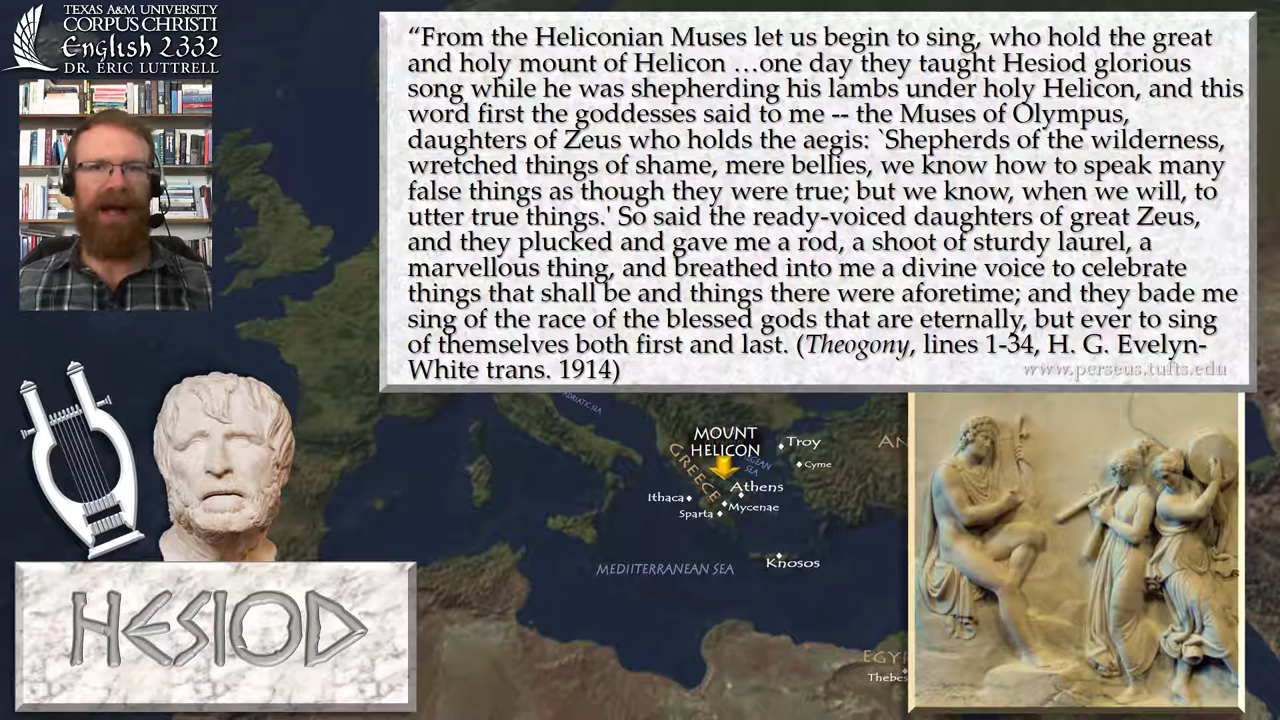 TEXAS A&M UNIVERSITY
CORPUS CHRISTI
English 2332
DR. ERIC LUTTRELL
“From the Heliconian Muses let us begin to sing, who hold the great
and holy mount of Helicon …one day they taught Hesiod glorious
song while he was shepherding his lambs under holy Helicon, and this
word first the goddesses said to me -- the Muses of Olympus,
daughters of Zeus who holds the aegis: `Shepherds of the wilderness,
wretched things of shame, mere bellies, we know how to speak many
false things as though they were true; but we know, when we will, to
utter true things.' So said the ready-voiced daughters of great Zeus,
and they plucked and gave me a rod, a shoot of sturdy laurel, a
marvellous thing, and breathed into me a divine voice to celebrate
things that shall be and things there were aforetime; and they bade me
sing of the race of the blessed gods that are eternally, but ever to sing
of themselves both first and last. (Theogony, lines 1-34, H. G. Evelyn-
White trans. 1914)
www.perseus.tufts.edu
ADRIATIC SEA
MOUNT
HELICON
Troy
AN
Cyme
GREECE
SEA
Athens
Ithaca
Mycenae
Sparta
Knosos
MEDIITERRANEAN SEA
HESIOD
EGYP
Thebes